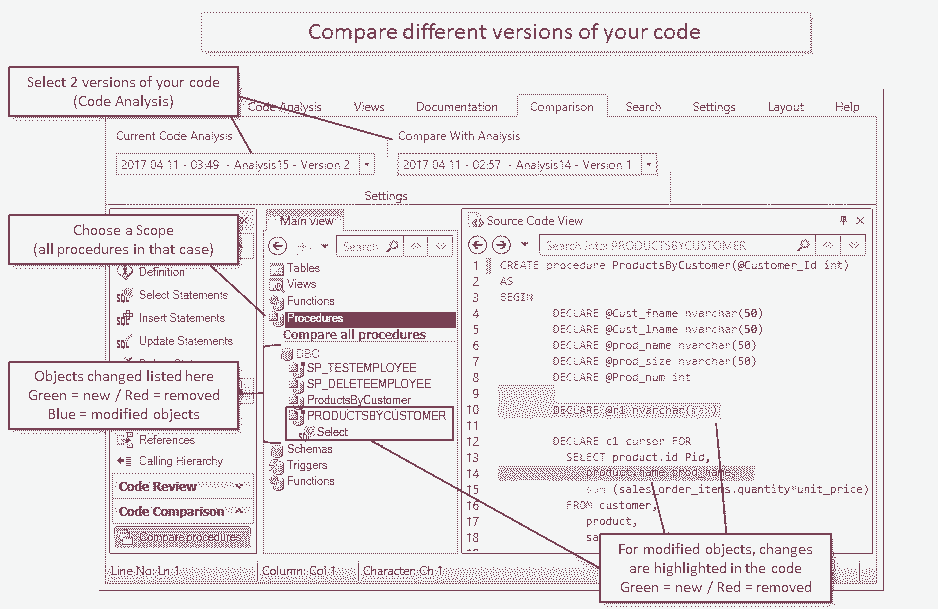 Compare different versions of your code
Select 2 versions of your code
(Code Analysis)
Code Analysis
Views
Documentation
Comparison
Search
Settings
Layout
Help
Current Code Analysis
Compare With Analysis
2017 04 11 - 03:49 - Analysis15 - Version 2
2017 04 11 - 02:57 - Analysis14 - Version 1
Settings
Choose a Scope
(all procedures in that case)
Definition
Select Statements
Insert Statements
Update Statements
Objects changed listed here
Green = new / Red = removed
Blue = modified objects
References
Calling Hierarchy
Code Review
Code Comparison
Compare procedures
Main view
Search
Tables
Views
Functions
Procedures
Compare all procedures
DBO
SP_TESTEMPLOYEE
SP_DELETEEMPLOYEE
ProductsByCustomer
PRODUCTSBYCUSTOMER
Select
Schemas
Triggers
Functions
Source Code View
Search into PRODUCTSBYCUSTOMER
1 CREATE procedure ProductsByCustomer(@Customer_Id int)
2 AS
3 BEGIN
4 DECLARE @Cust_fname nvarchar(50)
5 DECLARE @Cust_lname nvarchar(50)
6 DECLARE @prod_name nvarchar(50)
7 DECLARE @prod_size nvarchar(50)
8 DECLARE @Prod_num int
9
10 DECLARE @r1
11
12 DECLARE c1 cursor FOR
13 SELECT product.id Pid,
14 product.name prod_name,
15 sum (sales_order_items.quantity*unit_price)
16 FROM customer,
17 product,
18
For modified objects, changes
are highlighted in the code
Green = new / Red = removed
Line No: Ln 1
Column: Col 1
Character: Ch 1